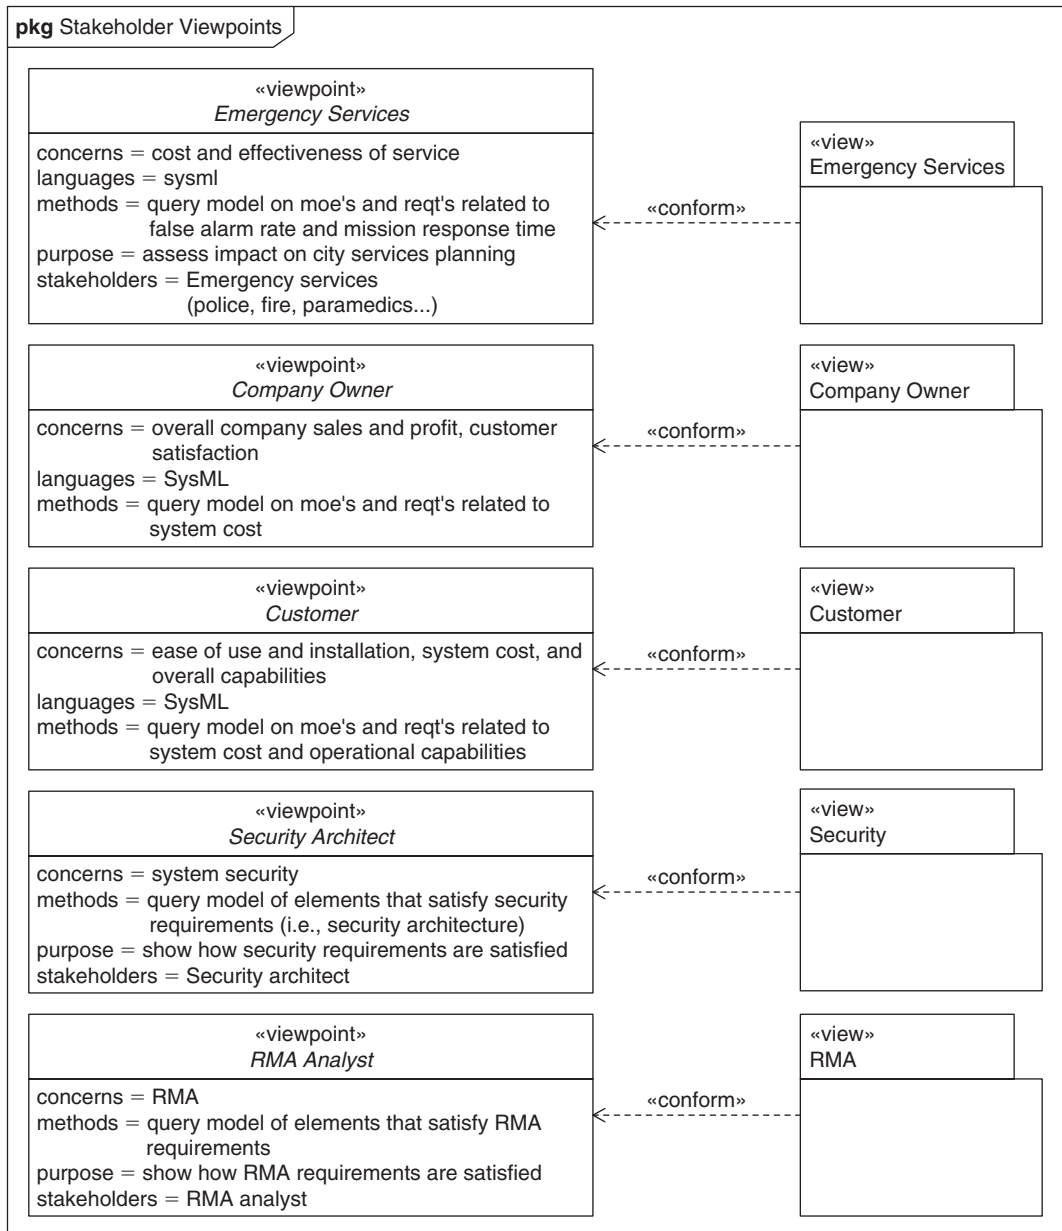 pkg Stakeholder Viewpoints
«viewpoint»
Emergency Services
concerns = cost and effectiveness of service
languages = sysml
methods = query model on moe's and reqt's related to
false alarm rate and mission response time
purpose = assess impact on city services planning
stakeholders = Emergency services
(police, fire, paramedics...)
«conform»
«view»
Emergency Services
«viewpoint»
Company Owner
concerns = overall company sales and profit, customer
satisfaction
languages = SysML
methods = query model on moe's and reqt's related to
system cost
«conform»
«view»
Company Owner
«viewpoint»
Customer
concerns = ease of use and installation, system cost, and
overall capabilities
languages = SysML
methods = query model on moe's and reqt's related to
system cost and operational capabilities
«conform»
«view»
Customer
«viewpoint»
Security Architect
concerns = system security
methods = query model of elements that satisfy security
requirements (i.e., security architecture)
purpose = show how security requirements are satisfied
stakeholders = Security architect
«conform»
«view»
Security
«viewpoint»
RMA Analyst
concerns = RMA
methods = query model of elements that satisfy RMA
requirements
purpose = show how RMA requirements are satisfied
stakeholders = RMA analyst
«conform»
«view»
RMA